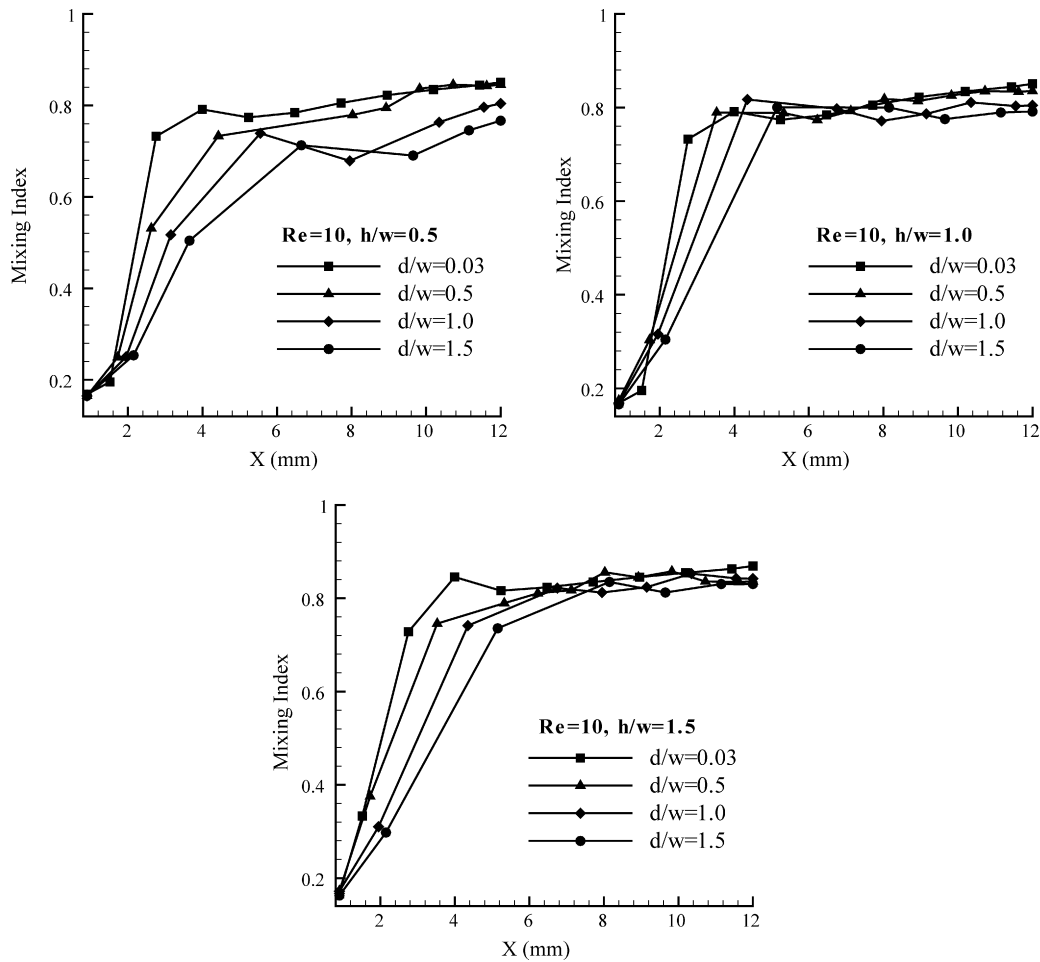 1
0.8
0.6
0.4
0.2
Mixing Index
2 4 6 8 10 12
X (mm)
Re=10, h/w=0.5
d/w=0.03
d/w=0.5
d/w=1.0
d/w=1.5
1
0.8
0.6
0.4
0.2
Mixing Index
2 4 6 8 10 12
X (mm)
Re=10, h/w=1.0
d/w=0.03
d/w=0.5
d/w=1.0
d/w=1.5
1
0.8
0.6
0.4
0.2
Mixing Index
2 4 6 8 10 12
X (mm)
Re=10, h/w=1.5
d/w=0.03
d/w=0.5
d/w=1.0
d/w=1.5